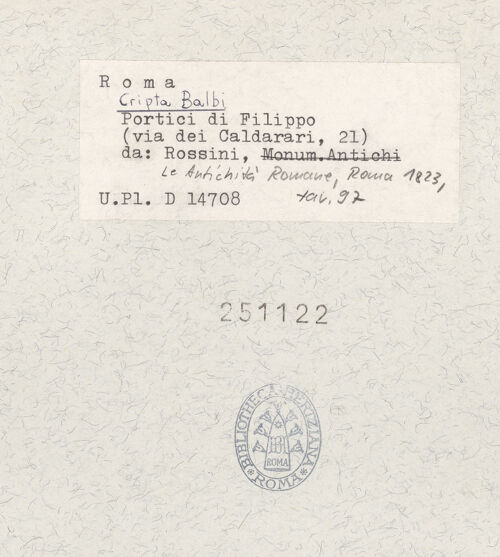 R o m a
Cripta Balbi
Portici di Filippo
(via dei Caldarari, 21)
da: Rossini, Monum.Antichi
Le Antichità Romane, Roma 1823,
U.Pl. D 14708 tav. 97
251122
BIBLIOTHECA HERTZIANA
ROMA
ROMA